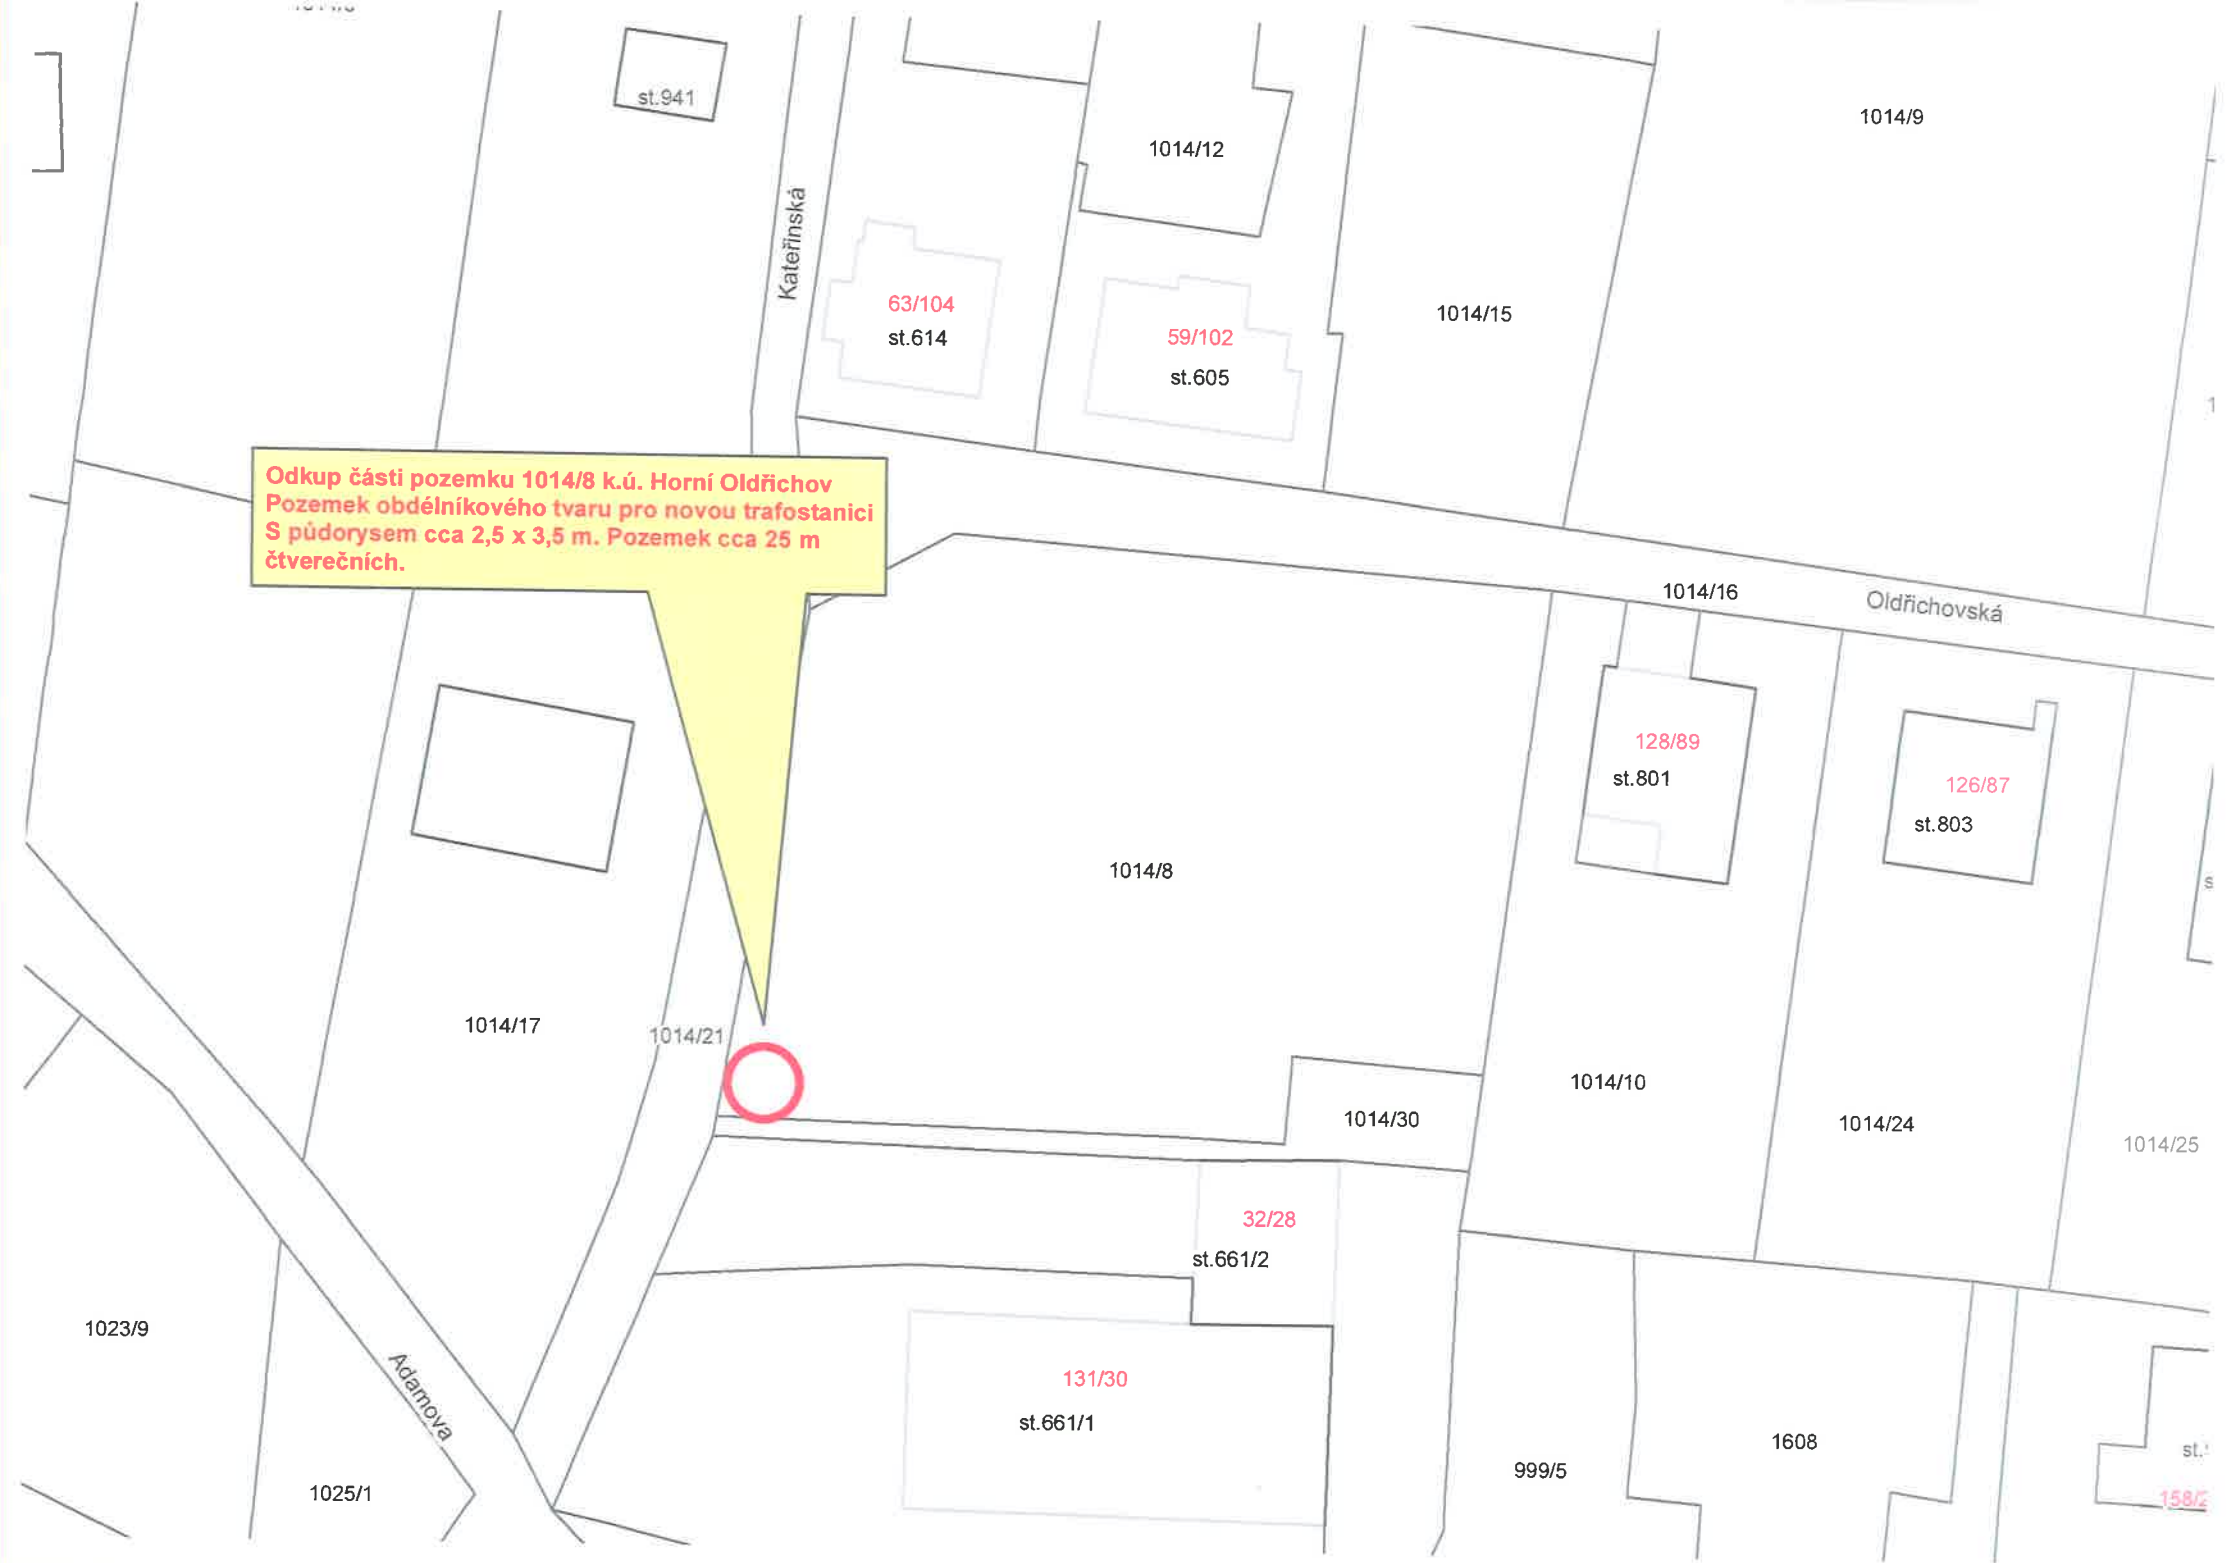 st.941
1014/9
1014/12
Kateřinská
63/104
st.614
59/102
st.605
1014/15
Odkup části pozemku 1014/8 k.ú. Horní Oldřichov
Pozemek obdélníkového tvaru pro novou trafostanici
S půdorysem cca 2,5 x 3,5 m. Pozemek cca 25 m
čtverečních.
1014/16
Oldřichovská
128/89
st.801
126/87
st.803
1014/8
1014/17
1014/21
1014/10
1014/30
1014/24
1014/25
32/28
st.661/2
1023/9
Adamova
131/30
st.661/1
1608
999/5
1025/1